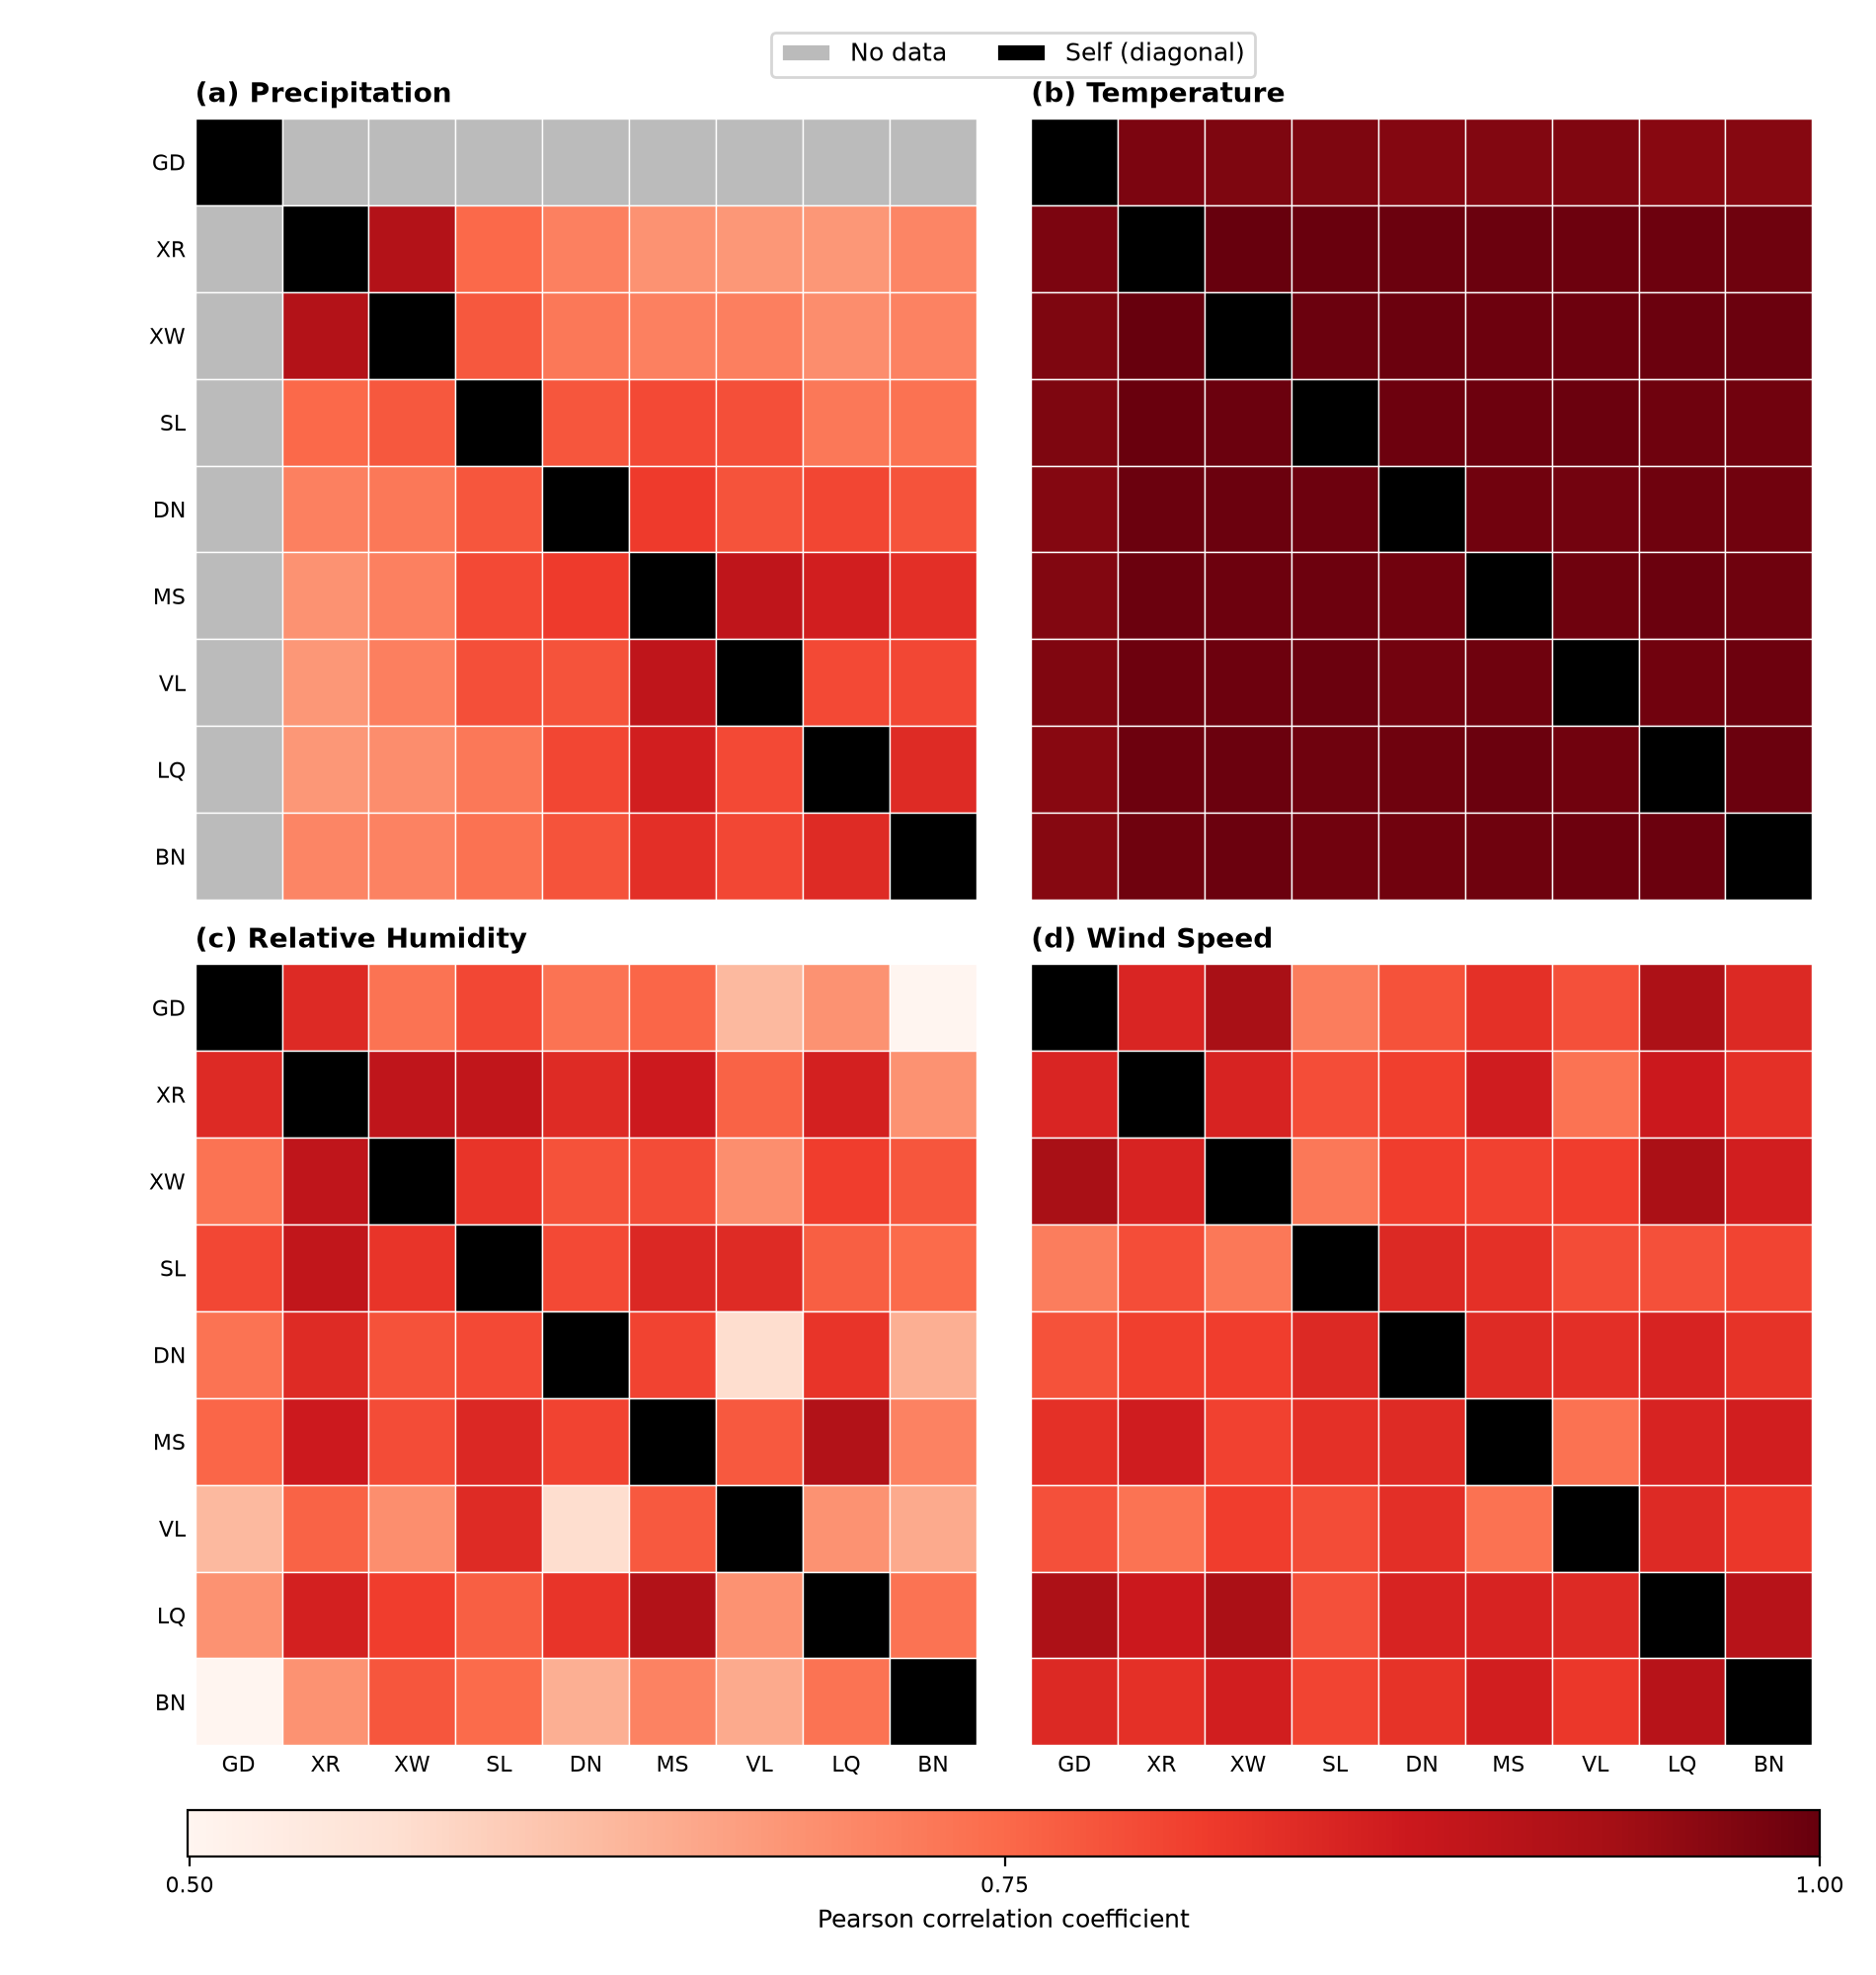 No data
Self (diagonal)
(a) Precipitation
(b) Temperature
GD
XR
XW
SL
DN
MS
VL
LQ
BN
(c) Relative Humidity
(d) Wind Speed
GD
XR
XW
SL
DN
MS
VL
LQ
BN
GD XR XW SL DN MS VL LQ BN
GD XR XW SL DN MS VL LQ BN
0.50 0.75 1.00
Pearson correlation coefficient